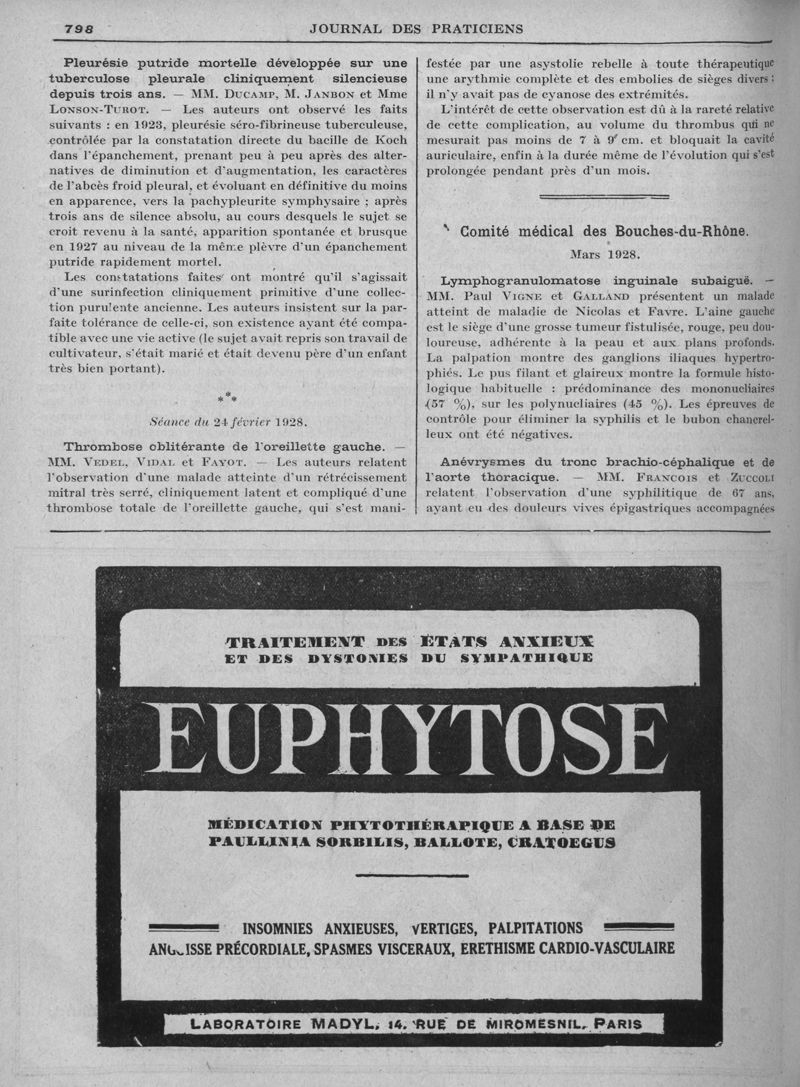 798
JOURNAL DES PRATICIENS
Pleurésie putride mortelle développée sur une
tuberculose pleurale cliniquement silencieuse
depuis trois ans. — MM. DUCAMP, M. JANBON et Mme
LONSON-TUROT. — Les auteurs ont observé les faits
suivants : en 1923, pleurésie séro-fibrineuse tuberculeuse,
contrôlée par la constatation directe du bacille de Koch
dans l'épanchement, prenant peu à peu après des alter-
natives de diminution et d'augmentation, les caractères
de l'abcès froid pleural, et évoluant en définitive du moins
en apparence, vers la pachypleurite symphysaire ; après
trois ans de silence absolu, au cours desquels le sujet se
croit revenu à la santé, apparition spontanée et brusque
en 1927 au niveau de la même plèvre d'un épanchement
putride rapidement mortel.
Les constatations faites ont montré qu'il s'agissait
d'une surinfection cliniquement primitive d'une collec-
tion purulente ancienne. Les auteurs insistent sur la par-
faite tolérance de celle-ci, son existence ayant été compa-
tible avec une vie active (le sujet avait repris son travail de
cultivateur, s'était marié et était devenu père d'un enfant
très bien portant).
***
Séance du 24 février 1928.
Thrombose oblitérante de l'oreillette gauche. —
MM. VEDEL, VIDAL et FAYOT. — Les auteurs relatent
l'observation d'une malade atteinte d'un rétrécissement
mitral très serré, cliniquement latent et compliqué d'une
thrombose totale de l'oreillette gauche, qui s'est mani-
festée par une asystolie rebelle à toute thérapeutique
une arythmie complète et des embolies de sièges divers ;
il n'y avait pas de cyanose des extrémités.
L'intérêt de cette observation est dû à la rareté relative
de cette complication, au volume du thrombus qui ne
mesurait pas moins de 7 à 9 cm. et bloquait la cavité
auriculaire, enfin à la durée même de l'évolution qui s'est
prolongée pendant près d'un mois.
Comité médical des Bouches-du-Rhône.
Mars 1928.
Lymphogranulomatose inguinale subaiguë. —
MM. Paul VIGNE et GALLAND présentent un malade
atteint de maladie de Nicolas et Favre. L'aine gauche
est le siège d'une grosse tumeur fistulisée, rouge, peu dou-
loureuse, adhérente à la peau et aux plans profonds.
La palpation montre des ganglions iliaques hypertro-
phiés. Le pus filant et glaireux montre la formule histo-
logique habituelle : prédominance des mononucléaires
(57 %), sur les polynucléaires (45 %). Les épreuves de
contrôle pour éliminer la syphilis et le bubon chancrel-
leux ont été négatives.
Anévrysmes du tronc brachio-céphalique et de
l'aorte thoracique. — MM. FRANCOIS et ZUCCOLI
relatent l'observation d'une syphilitique de 67 ans,
ayant eu des douleurs vives épigastriques accompagnées
TRAITEMENT DES ÉTATS ANXIEUX
ET DES DYSTONIES DU SYMPATHIQUE
EUPHYTOSE
MÉDICATION PHYTOTHÉRAPIQUE A BASE DE
PAULLINIA SORBILIS, BALLOTE, CRATOEGUS
INSOMNIES ANXIEUSES, VERTIGES, PALPITATIONS
ANGOISSE PRÉCORDIALE, SPASMES VISCERAUX, ERETHISME CARDIO-VASCULAIRE
LABORATOIRE MADYL, 14, RUE DE MIROMESNIL, PARIS